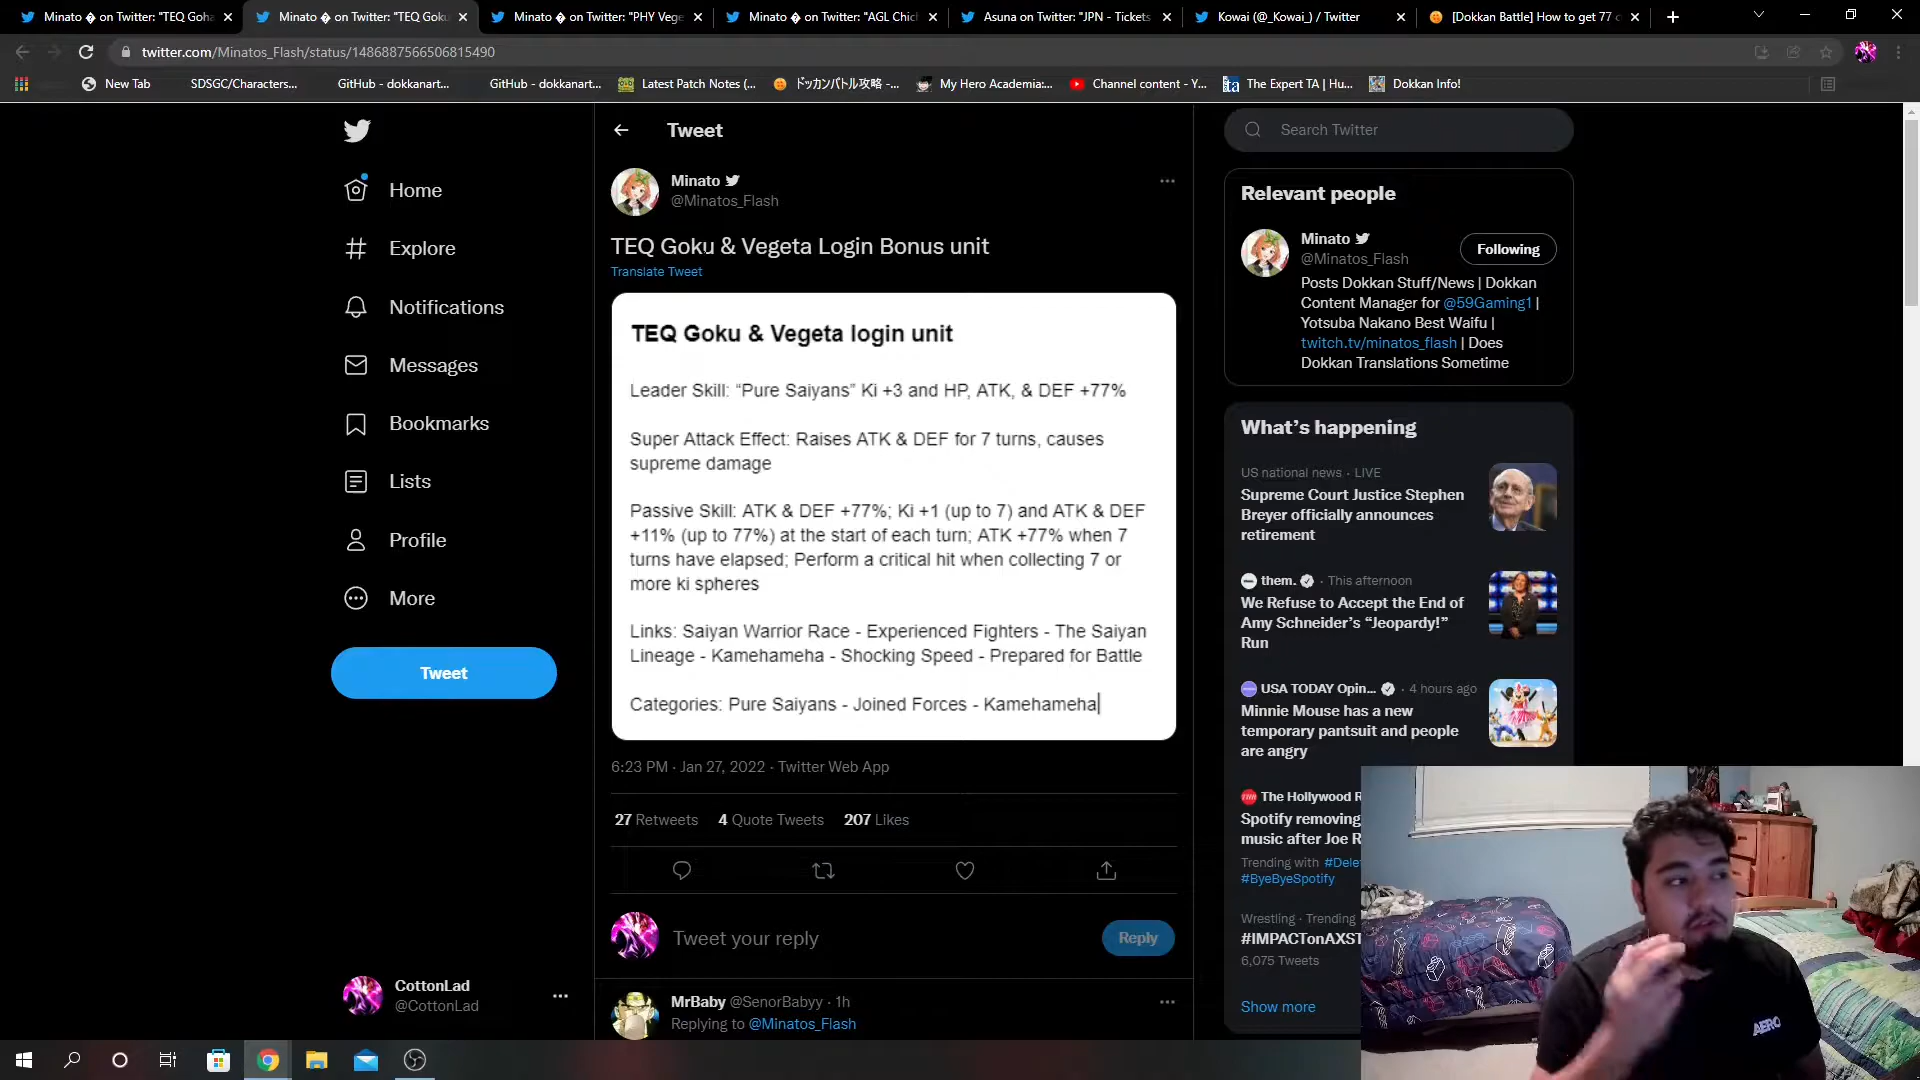 Minato � on Twitter: "TEQ Goha
Minato � on Twitter: "TEQ Goku
Minato � on Twitter: "PHY Vege
Minato � on Twitter: "AGL Chic
Asuna on Twitter: "JPN - Tickets
Kowai (@_Kowai_) / Twitter
[Dokkan Battle] How to get 77 c
twitter.com/Minatos_Flash/status/1486887566506815490
New Tab
SDSGC/Characters...
GitHub - dokkanart...
GitHub - dokkanart...
Latest Patch Notes (...
ドッカンバトル攻略 -...
My Hero Academia:...
Channel content - Y...
The Expert TA | Hu...
Dokkan Info!
Home
Explore
Notifications
Messages
Bookmarks
Lists
Profile
More
Tweet
CottonLad
@CottonLad
Tweet
Minato
@Minatos_Flash
TEQ Goku & Vegeta Login Bonus unit
Translate Tweet
TEQ Goku & Vegeta login unit
Leader Skill: “Pure Saiyans” Ki +3 and HP, ATK, & DEF +77%
Super Attack Effect: Raises ATK & DEF for 7 turns, causes
supreme damage
Passive Skill: ATK & DEF +77%; Ki +1 (up to 7) and ATK & DEF
+11% (up to 77%) at the start of each turn; ATK +77% when 7
turns have elapsed; Perform a critical hit when collecting 7 or
more ki spheres
Links: Saiyan Warrior Race - Experienced Fighters - The Saiyan
Lineage - Kamehameha - Shocking Speed - Prepared for Battle
Categories: Pure Saiyans - Joined Forces - Kamehameha
6:23 PM · Jan 27, 2022 · Twitter Web App
27 Retweets 4 Quote Tweets 207 Likes
Tweet your reply
Reply
MrBaby @SenorBabyy · 1h
Replying to @Minatos_Flash
Search Twitter
Relevant people
Minato
@Minatos_Flash
Following
Posts Dokkan Stuff/News | Dokkan
Content Manager for @59Gaming1 |
Yotsuba Nakano Best Waifu |
twitch.tv/minatos_flash | Does
Dokkan Translations Sometime
What’s happening
US national news · LIVE
Supreme Court Justice Stephen
Breyer officially announces
retirement
them. · This afternoon
We Refuse to Accept the End of
Amy Schneider’s “Jeopardy!”
Run
USA TODAY Opin... · 4 hours ago
Minnie Mouse has a new
temporary pantsuit and people
are angry
The Hollywood R
Spotify removing
music after Joe R
Trending with #Dele
#ByeByeSpotify
Wrestling · Trending
#IMPACTonAXST
6,075 Tweets
Show more
AERO